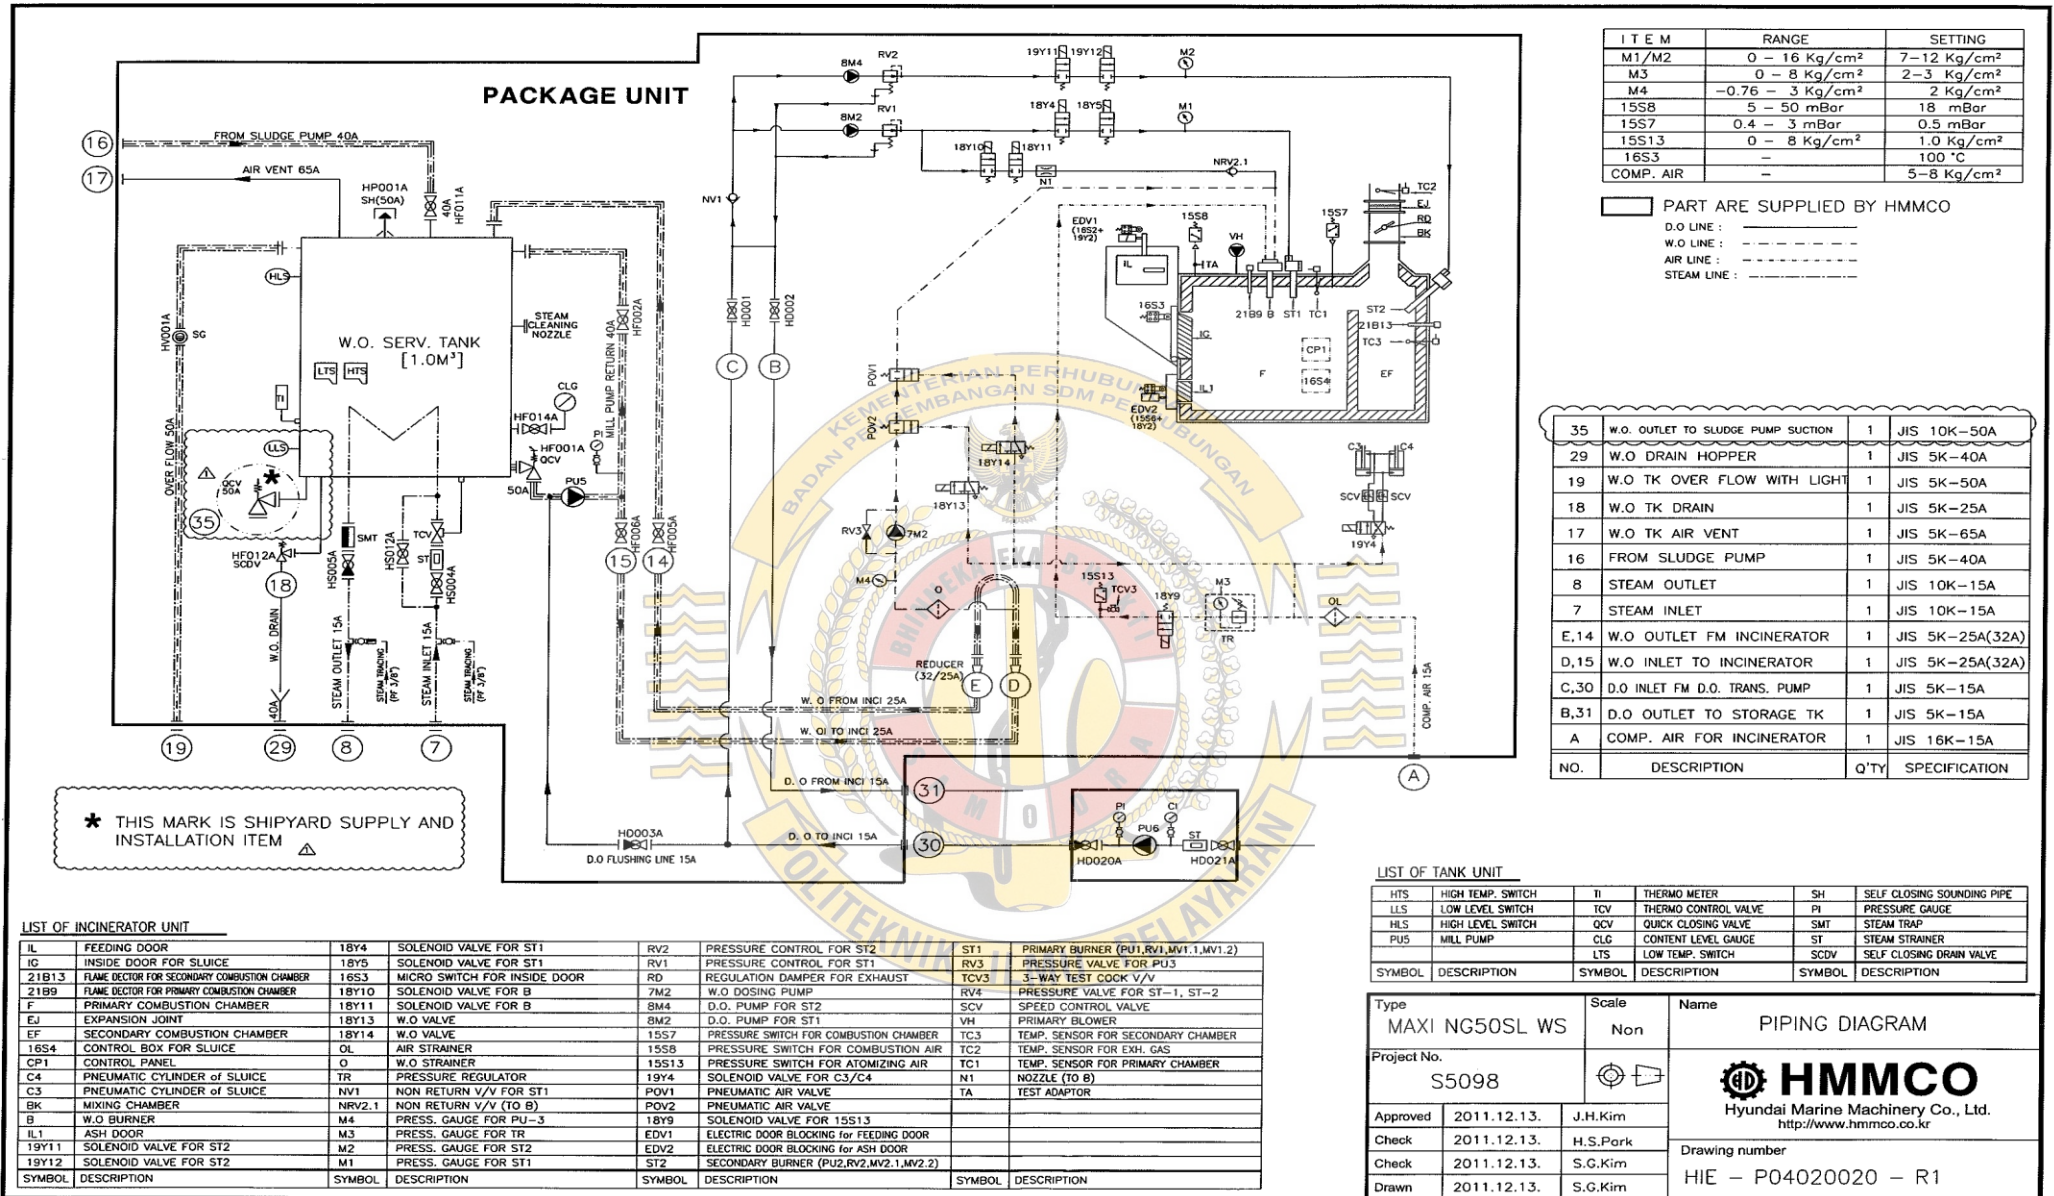 PACKAGE UNIT
16
FROM SLUDGE PUMP 40A
17
AIR VENT 65A
HP001A
SH(50A)
40A
HF011A
HV001A
SG
HLS
W.O. SERV. TANK
[1.0M³]
LTS HTS
TI
LLS
STEAM
CLEANING
NOZZLE
CLG
HF014A
HF001A
QCV
50A
PU5
PI
MILL PUMP RETURN 40A
HF002A
OVER FLOW 50A
QCV
50A
*
35
HF012A
SCDV
18
W.O. DRAIN
40A
SMT
HS005A
HS012A
TCV
ST
HS004A
STEAM OUTLET 15A
STEAM TRACING
(PF 3/8")
STEAM INLET 15A
STEAM TRACING
(PF 3/8")
19
29
8
7
HF006A
HF005A
15
14
8M4
RV2
8M2
RV1
NV1
HD001
HD002
C
B
19Y11 19Y12
M2
18Y4 18Y5
M1
18Y10 18Y11
N1
NRV2.1
EDV1
(16S2+
19Y2)
15S8
VH
15S7
TC2
EJ
RD
BK
IL
TA
16S3
IG
21B9 B ST1 TC1
ST2
21B13
TC3
CP1
16S4
F
EF
IL1
EDV2
(15S6+
18Y2)
POV1
POV2
18Y14
18Y13
RV3
7M2
M4
O
C3 C4
SCV SCV
19Y4
15S13
TCV3
18Y9
M3
TR
OL
REDUCER
(32/25A)
E
D
W. O FROM INCI 25A
W. OI TO INCI 25A
COMP. AIR 15A
A
D. O FROM INCI 15A
31
HD003A
D.O FLUSHING LINE 15A
D. O TO INCI 15A
30
PI
CI
PU6
ST
HD020A
HD021A
* THIS MARK IS SHIPYARD SUPPLY AND
INSTALLATION ITEM
KEMENTERIAN PERHUBUNGAN
BADAN PENGEMBANGAN SDM PERHUBUNGAN
BHINNEKA
POLITEKNIK ILMU PELAYARAN
ITEM RANGE SETTING
M1/M2 0 – 16 Kg/cm² 7–12 Kg/cm²
M3 0 – 8 Kg/cm² 2–3 Kg/cm²
M4 –0.76 – 3 Kg/cm² 2 Kg/cm²
15S8 5 – 50 mBar 18 mBar
15S7 0.4 – 3 mBar 0.5 mBar
15S13 0 – 8 Kg/cm² 1.0 Kg/cm²
16S3 – 100 °C
COMP. AIR – 5–8 Kg/cm²
PART ARE SUPPLIED BY HMMCO
D.O LINE :
W.O LINE :
AIR LINE :
STEAM LINE :
35 W.O. OUTLET TO SLUDGE PUMP SUCTION 1 JIS 10K–50A
29 W.O DRAIN HOPPER 1 JIS 5K–40A
19 W.O TK OVER FLOW WITH LIGHT 1 JIS 5K–50A
18 W.O TK DRAIN 1 JIS 5K–25A
17 W.O TK AIR VENT 1 JIS 5K–65A
16 FROM SLUDGE PUMP 1 JIS 5K–40A
8 STEAM OUTLET 1 JIS 10K–15A
7 STEAM INLET 1 JIS 10K–15A
E,14 W.O OUTLET FM INCINERATOR 1 JIS 5K–25A(32A)
D,15 W.O INLET TO INCINERATOR 1 JIS 5K–25A(32A)
C,30 D.O INLET FM D.O. TRANS. PUMP 1 JIS 5K–15A
B,31 D.O OUTLET TO STORAGE TK 1 JIS 5K–15A
A COMP. AIR FOR INCINERATOR 1 JIS 16K–15A
NO. DESCRIPTION Q'TY SPECIFICATION
LIST OF TANK UNIT
HTS HIGH TEMP. SWITCH TI THERMO METER SH SELF CLOSING SOUNDING PIPE
LLS LOW LEVEL SWITCH TCV THERMO CONTROL VALVE PI PRESSURE GAUGE
HLS HIGH LEVEL SWITCH QCV QUICK CLOSING VALVE SMT STEAM TRAP
PU5 MILL PUMP CLG CONTENT LEVEL GAUGE ST STEAM STRAINER
LTS LOW TEMP. SWITCH SCDV SELF CLOSING DRAIN VALVE
SYMBOL DESCRIPTION SYMBOL DESCRIPTION SYMBOL DESCRIPTION
LIST OF INCINERATOR UNIT
IL FEEDING DOOR 18Y4 SOLENOID VALVE FOR ST1 RV2 PRESSURE CONTROL FOR ST2 ST1 PRIMARY BURNER (PU1,RV1,MV1.1,MV1.2)
IG INSIDE DOOR FOR SLUICE 18Y5 SOLENOID VALVE FOR ST1 RV1 PRESSURE CONTROL FOR ST1 RV3 PRESSURE VALVE FOR PU3
21B13 FLAME DECTOR FOR SECONDARY COMBUSTION CHAMBER 16S3 MICRO SWITCH FOR INSIDE DOOR RD REGULATION DAMPER FOR EXHAUST TCV3 3–WAY TEST COCK V/V
21B9 FLAME DECTOR FOR PRIMARY COMBUSTION CHAMBER 18Y10 SOLENOID VALVE FOR B 7M2 W.O DOSING PUMP RV4 PRESSURE VALVE FOR ST–1, ST–2
F PRIMARY COMBUSTION CHAMBER 18Y11 SOLENOID VALVE FOR B 8M4 D.O. PUMP FOR ST2 SCV SPEED CONTROL VALVE
EJ EXPANSION JOINT 18Y13 W.O VALVE 8M2 D.O. PUMP FOR ST1 VH PRIMARY BLOWER
EF SECONDARY COMBUSTION CHAMBER 18Y14 W.O VALVE 15S7 PRESSURE SWITCH FOR COMBUSTION CHAMBER TC3 TEMP. SENSOR FOR SECONDARY CHAMBER
16S4 CONTROL BOX FOR SLUICE OL AIR STRAINER 15S8 PRESSURE SWITCH FOR COMBUSTION AIR TC2 TEMP. SENSOR FOR EXH. GAS
CP1 CONTROL PANEL O W.O STRAINER 15S13 PRESSURE SWITCH FOR ATOMIZING AIR TC1 TEMP. SENSOR FOR PRIMARY CHAMBER
C4 PNEUMATIC CYLINDER of SLUICE TR PRESSURE REGULATOR 19Y4 SOLENOID VALVE FOR C3/C4 N1 NOZZLE (TO B)
C3 PNEUMATIC CYLINDER of SLUICE NV1 NON RETURN V/V FOR ST1 POV1 PNEUMATIC AIR VALVE TA TEST ADAPTOR
BK MIXING CHAMBER NRV2.1 NON RETURN V/V (TO B) POV2 PNEUMATIC AIR VALVE
B W.O BURNER M4 PRESS. GAUGE FOR PU–3 18Y9 SOLENOID VALVE FOR 15S13
IL1 ASH DOOR M3 PRESS. GAUGE FOR TR EDV1 ELECTRIC DOOR BLOCKING for FEEDING DOOR
19Y11 SOLENOID VALVE FOR ST2 M2 PRESS. GAUGE FOR ST2 EDV2 ELECTRIC DOOR BLOCKING for ASH DOOR
19Y12 SOLENOID VALVE FOR ST2 M1 PRESS. GAUGE FOR ST1 ST2 SECONDARY BURNER (PU2,RV2,MV2.1,MV2.2)
SYMBOL DESCRIPTION SYMBOL DESCRIPTION SYMBOL DESCRIPTION SYMBOL DESCRIPTION
Type Scale Name
MAXI NG50SL WS Non PIPING DIAGRAM
Project No.
S5098
HMMCO
Hyundai Marine Machinery Co., Ltd.
http://www.hmmco.co.kr
Approved 2011.12.13. J.H.Kim
Check 2011.12.13. H.S.Park
Check 2011.12.13. S.G.Kim
Drawn 2011.12.13. S.G.Kim
Drawing number
HIE – P04020020 – R1